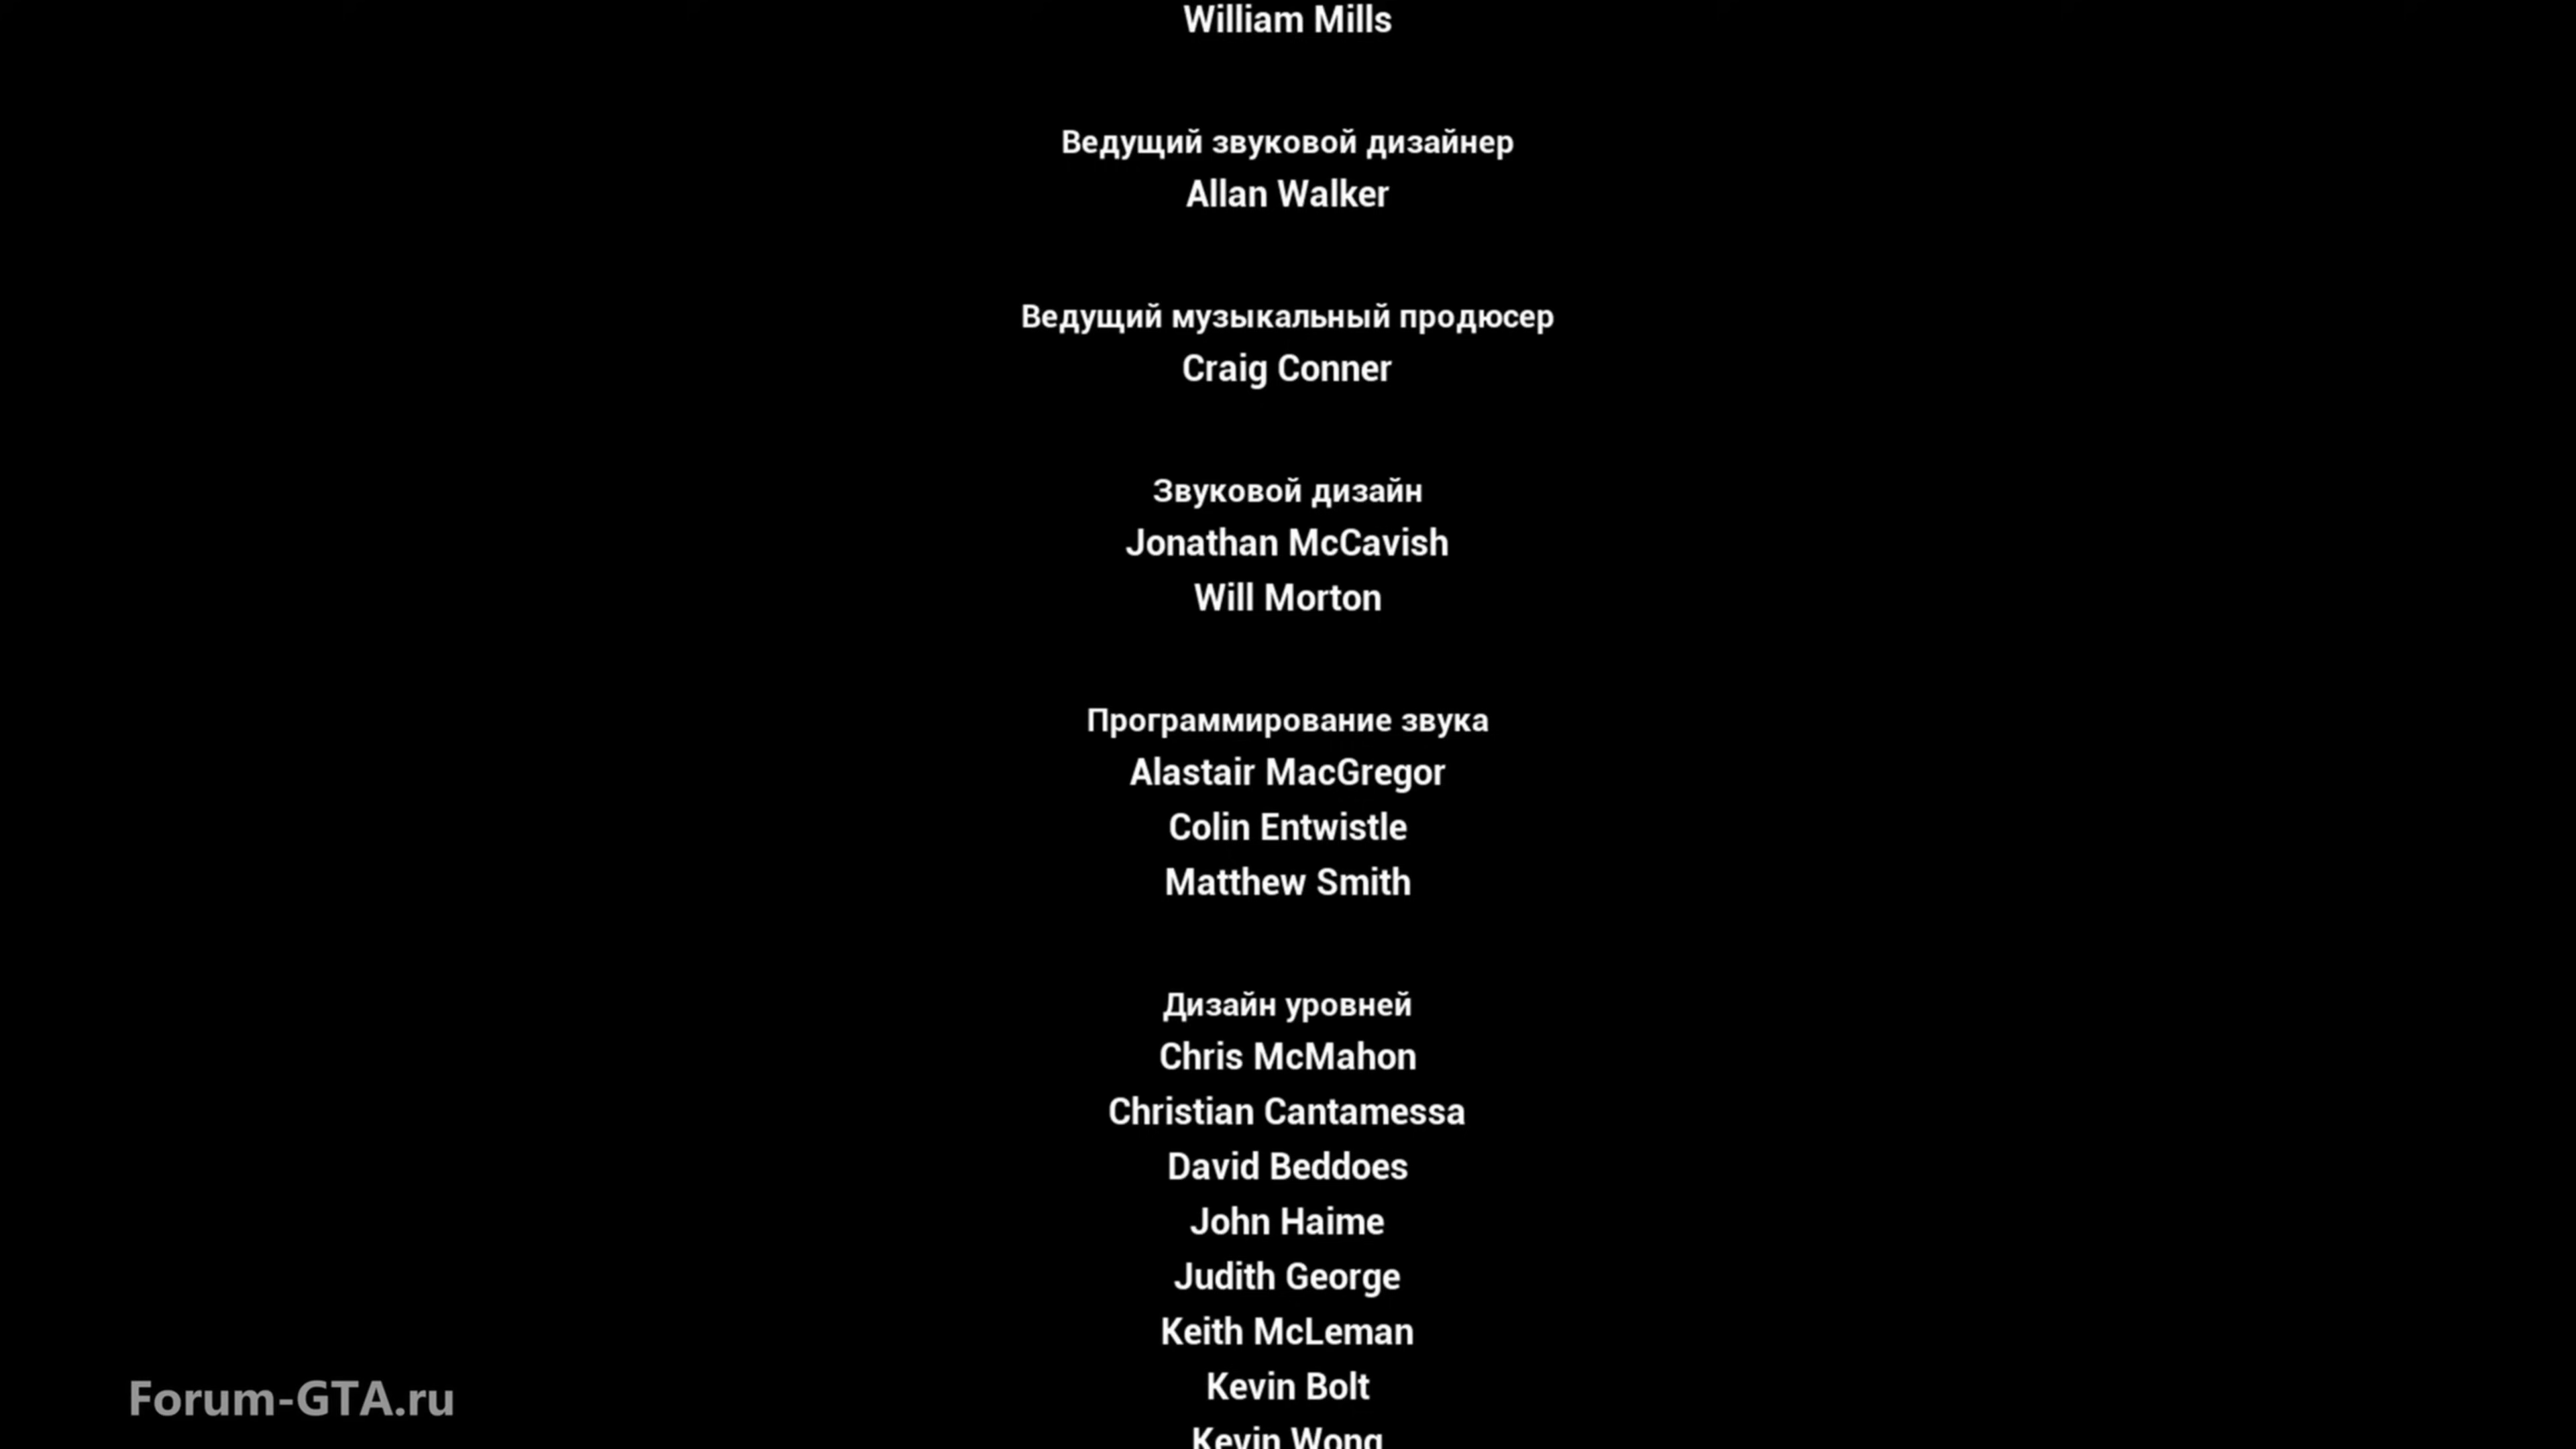 William Mills
Ведущий звуковой дизайнер
Allan Walker
Ведущий музыкальный продюсер
Craig Conner
Звуковой дизайн
Jonathan McCavish
Will Morton
Программирование звука
Alastair MacGregor
Colin Entwistle
Matthew Smith
Дизайн уровней
Chris McMahon
Christian Cantamessa
David Beddoes
John Haime
Judith George
Keith McLeman
Kevin Bolt
Kevin Wong
Forum-GTA.ru